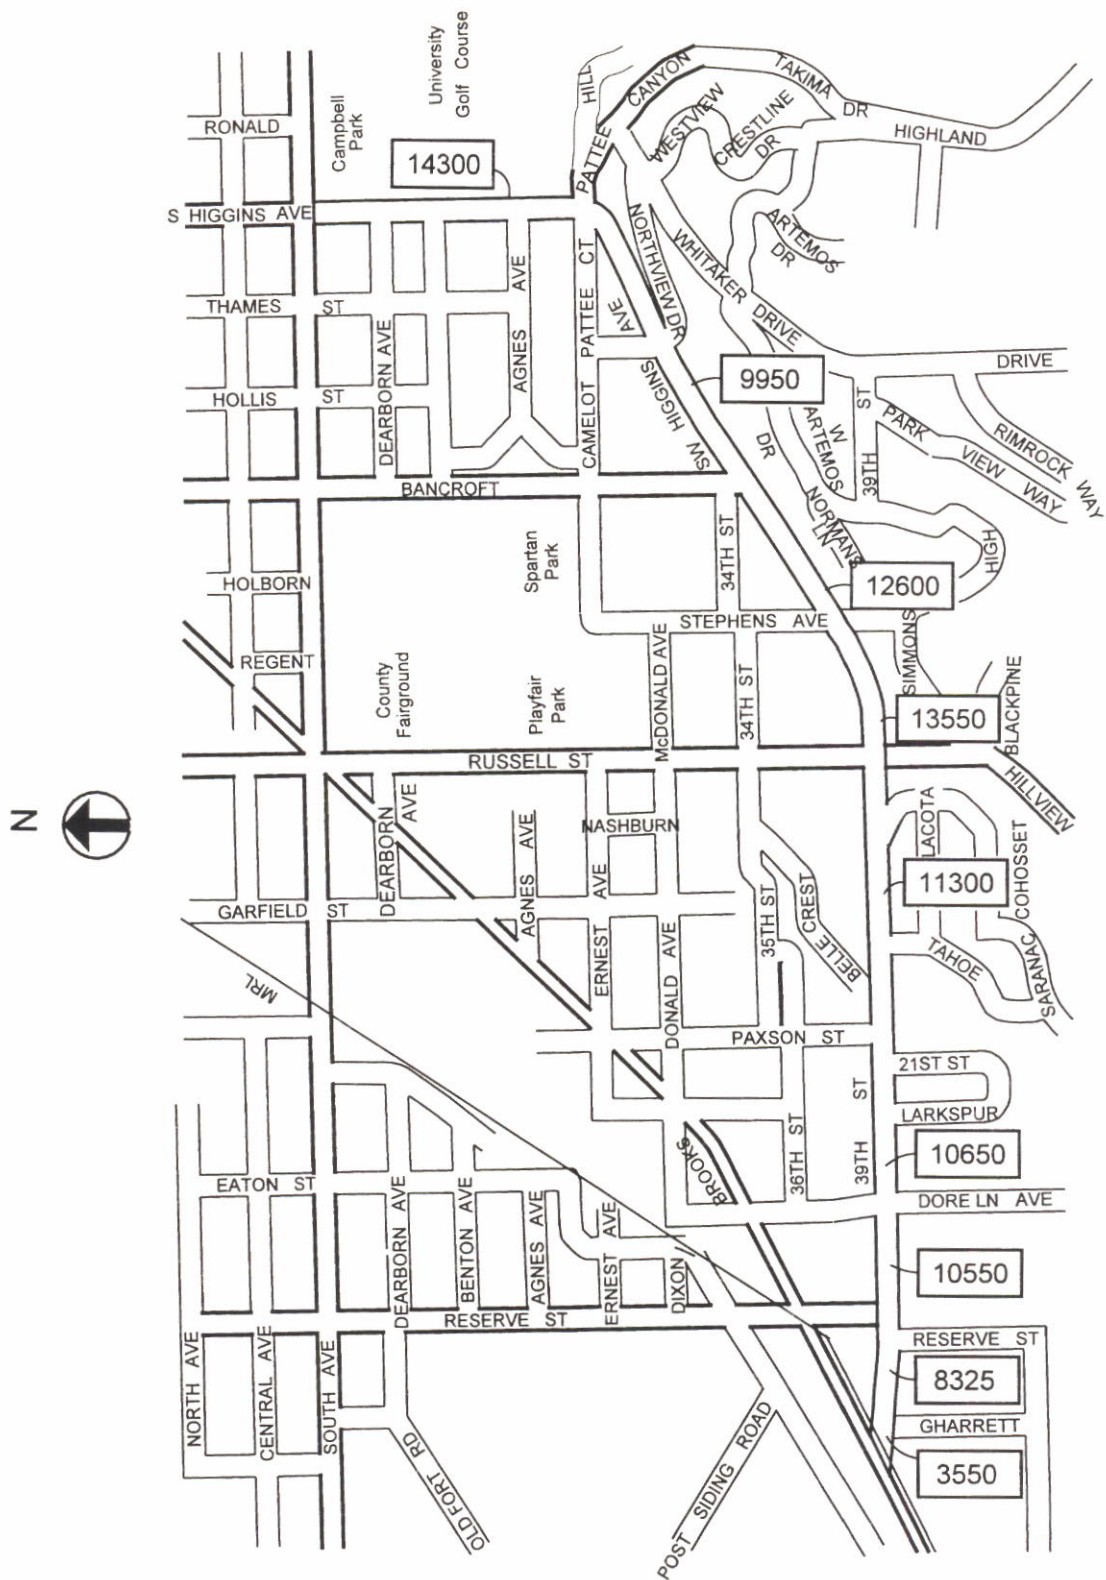 N
RONALD
Campbell
Park
University
Golf Course
14300
HILL
PATTEE
CANYON
TAKIMA
DR
HIGHLAND
WESTVIEW
CRESTLINE
DR
S HIGGINS AVE
NORTHVIEW DR
WHITAKER
DRIVE
ARTEMOS
DR
THAMES
ST
AGNES
AVE
CAMELOT
PATTEE
CT
SW
HIGGINS
AVE
9950
DRIVE
HOLLIS
ST
DEARBORN AVE
W
ARTEMOS
DR
39TH
ST
PARK
VIEW
WAY
RIMROCK
WAY
BANCROFT
NORMANS
LN
34TH ST
Spartan
Park
HIGH
HOLBORN
12600
STEPHENS AVE
SIMMONS
REGENT
County
Fairground
Playfair
Park
McDONALD AVE
34TH ST
13550
BLACKPINE
RUSSELL ST
HILLVIEW
DEARBORN
AVE
AGNES
AVE
NASHBURN
LACOTA
COHOSSET
11300
GARFIELD ST
ERNEST
AVE
35TH ST
CREST
BELLE
TAHOE
SARANAC
MRL
DONALD AVE
PAXSON ST
21ST ST
LARKSPUR
BROOKS
36TH ST
39TH
ST
10650
EATON ST
DORE LN AVE
DEARBORN AVE
BENTON AVE
AGNES AVE
ERNEST AVE
DIXON
10550
RESERVE ST
RESERVE ST
NORTH AVE
CENTRAL AVE
SOUTH AVE
8325
GHARRETT
3550
OLD FORT RD
POST SIDING ROAD